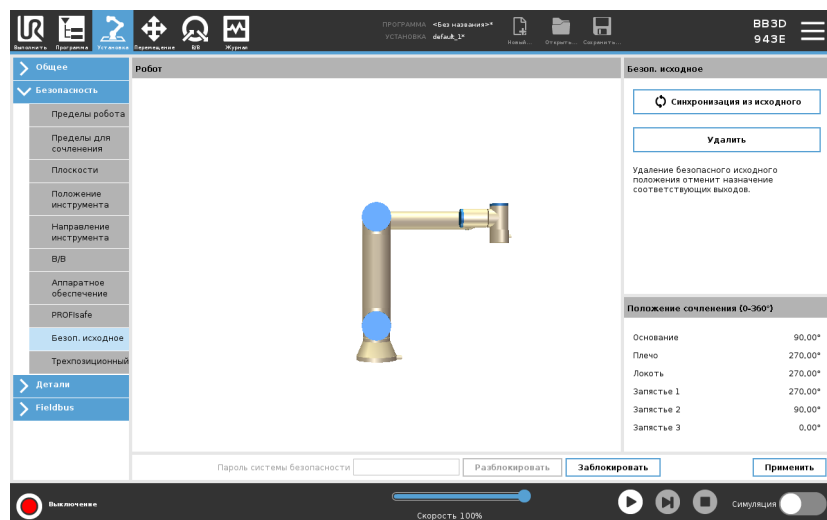 ПРОГРАММА <Без названия>*
УСТАНОВКА default_1*
Выполнить Программа Установка Перемещение В/В Журнал
Новый... Открыть... Сохранить...
BB3D
943E
Общее
Безопасность
Пределы робота
Пределы для
сочленения
Плоскости
Положение
инструмента
Направление
инструмента
В/В
Аппаратное
обеспечение
PROFIsafe
Безоп. исходное
Трехпозиционный
Детали
Fieldbus
Робот
Безоп. исходное
Синхронизация из исходного
Удалить
Удаление безопасного исходного
положения отменит назначение
соответствующих выходов.
Положение сочленения (0–360°)
Основание 90,00°
Плечо 270,00°
Локоть 270,00°
Запястье 1 270,00°
Запястье 2 90,00°
Запястье 3 0,00°
Пароль системы безопасности Разблокировать Заблокировать Применить
Выключение
Скорость 100%
Симуляция